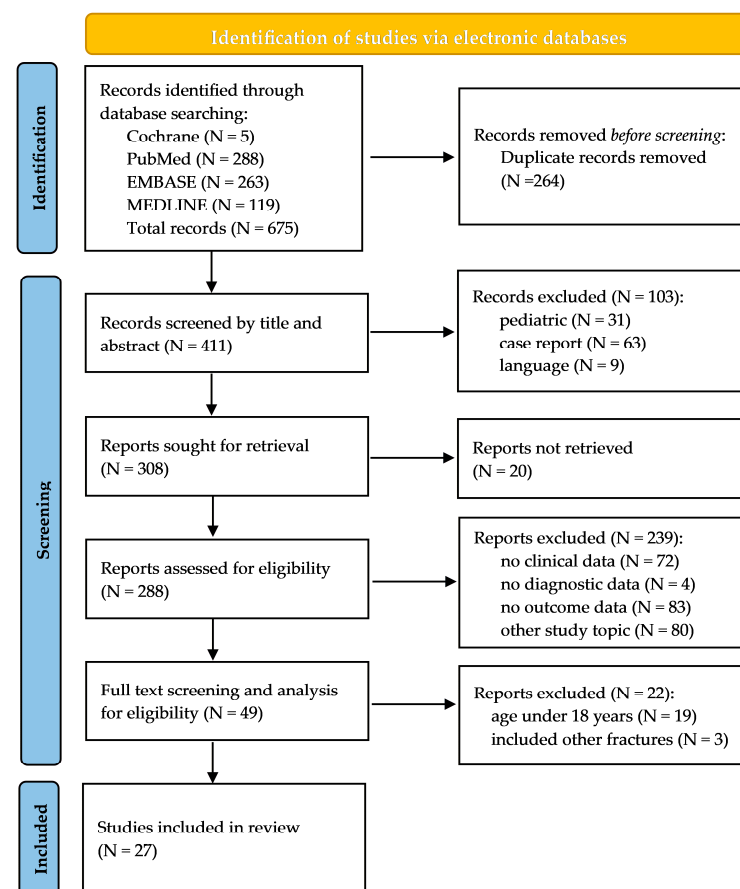 Identification of studies via electronic databases
Identification
Records identified through
database searching:
Cochrane (N = 5)
PubMed (N = 288)
EMBASE (N = 263)
MEDLINE (N = 119)
Total records (N = 675)
Records removed before screening:
Duplicate records removed
(N =264)
Screening
Records screened by title and
abstract (N = 411)
Records excluded (N = 103):
pediatric (N = 31)
case report (N = 63)
language (N = 9)
Reports sought for retrieval
(N = 308)
Reports not retrieved
(N = 20)
Reports assessed for eligibility
(N = 288)
Reports excluded (N = 239):
no clinical data (N = 72)
no diagnostic data (N = 4)
no outcome data (N = 83)
other study topic (N = 80)
Full text screening and analysis
for eligibility (N = 49)
Reports excluded (N = 22):
age under 18 years (N = 19)
included other fractures (N = 3)
Included
Studies included in review
(N = 27)